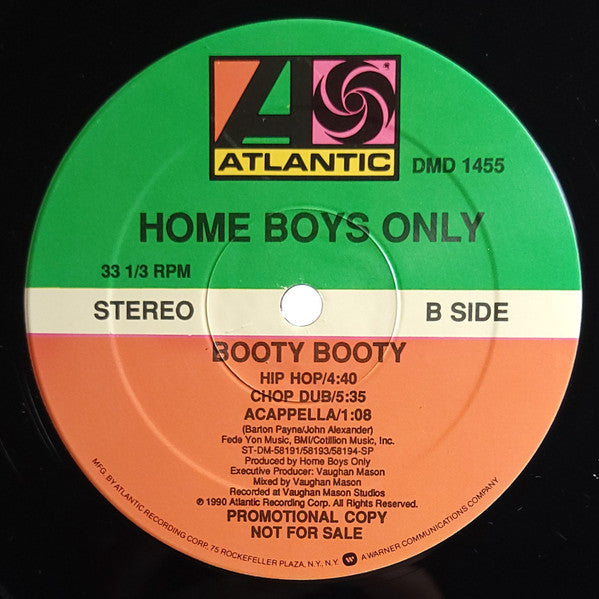 ATLANTIC
DMD 1455
HOME BOYS ONLY
33 1/3 RPM
STEREO
B SIDE
BOOTY BOOTY
HIP HOP/4:40
CHOP DUB/5:35
ACAPPELLA/1:08
(Barton Payne/John Alexander)
Fede Yon Music, BMI/Cotillion Music, Inc.
ST-DM-58191/58193/58194-SP
Produced by Home Boys Only
Executive Producer: Vaughan Mason
Mixed by Vaughan Mason
Recorded at Vaughan Mason Studios
℗ 1990 Atlantic Recording Corp. All Rights Reserved.
PROMOTIONAL COPY
NOT FOR SALE
MFG. BY ATLANTIC RECORDING CORP. 75 ROCKEFELLER PLAZA, N.Y., N.Y. A WARNER COMMUNICATIONS COMPANY